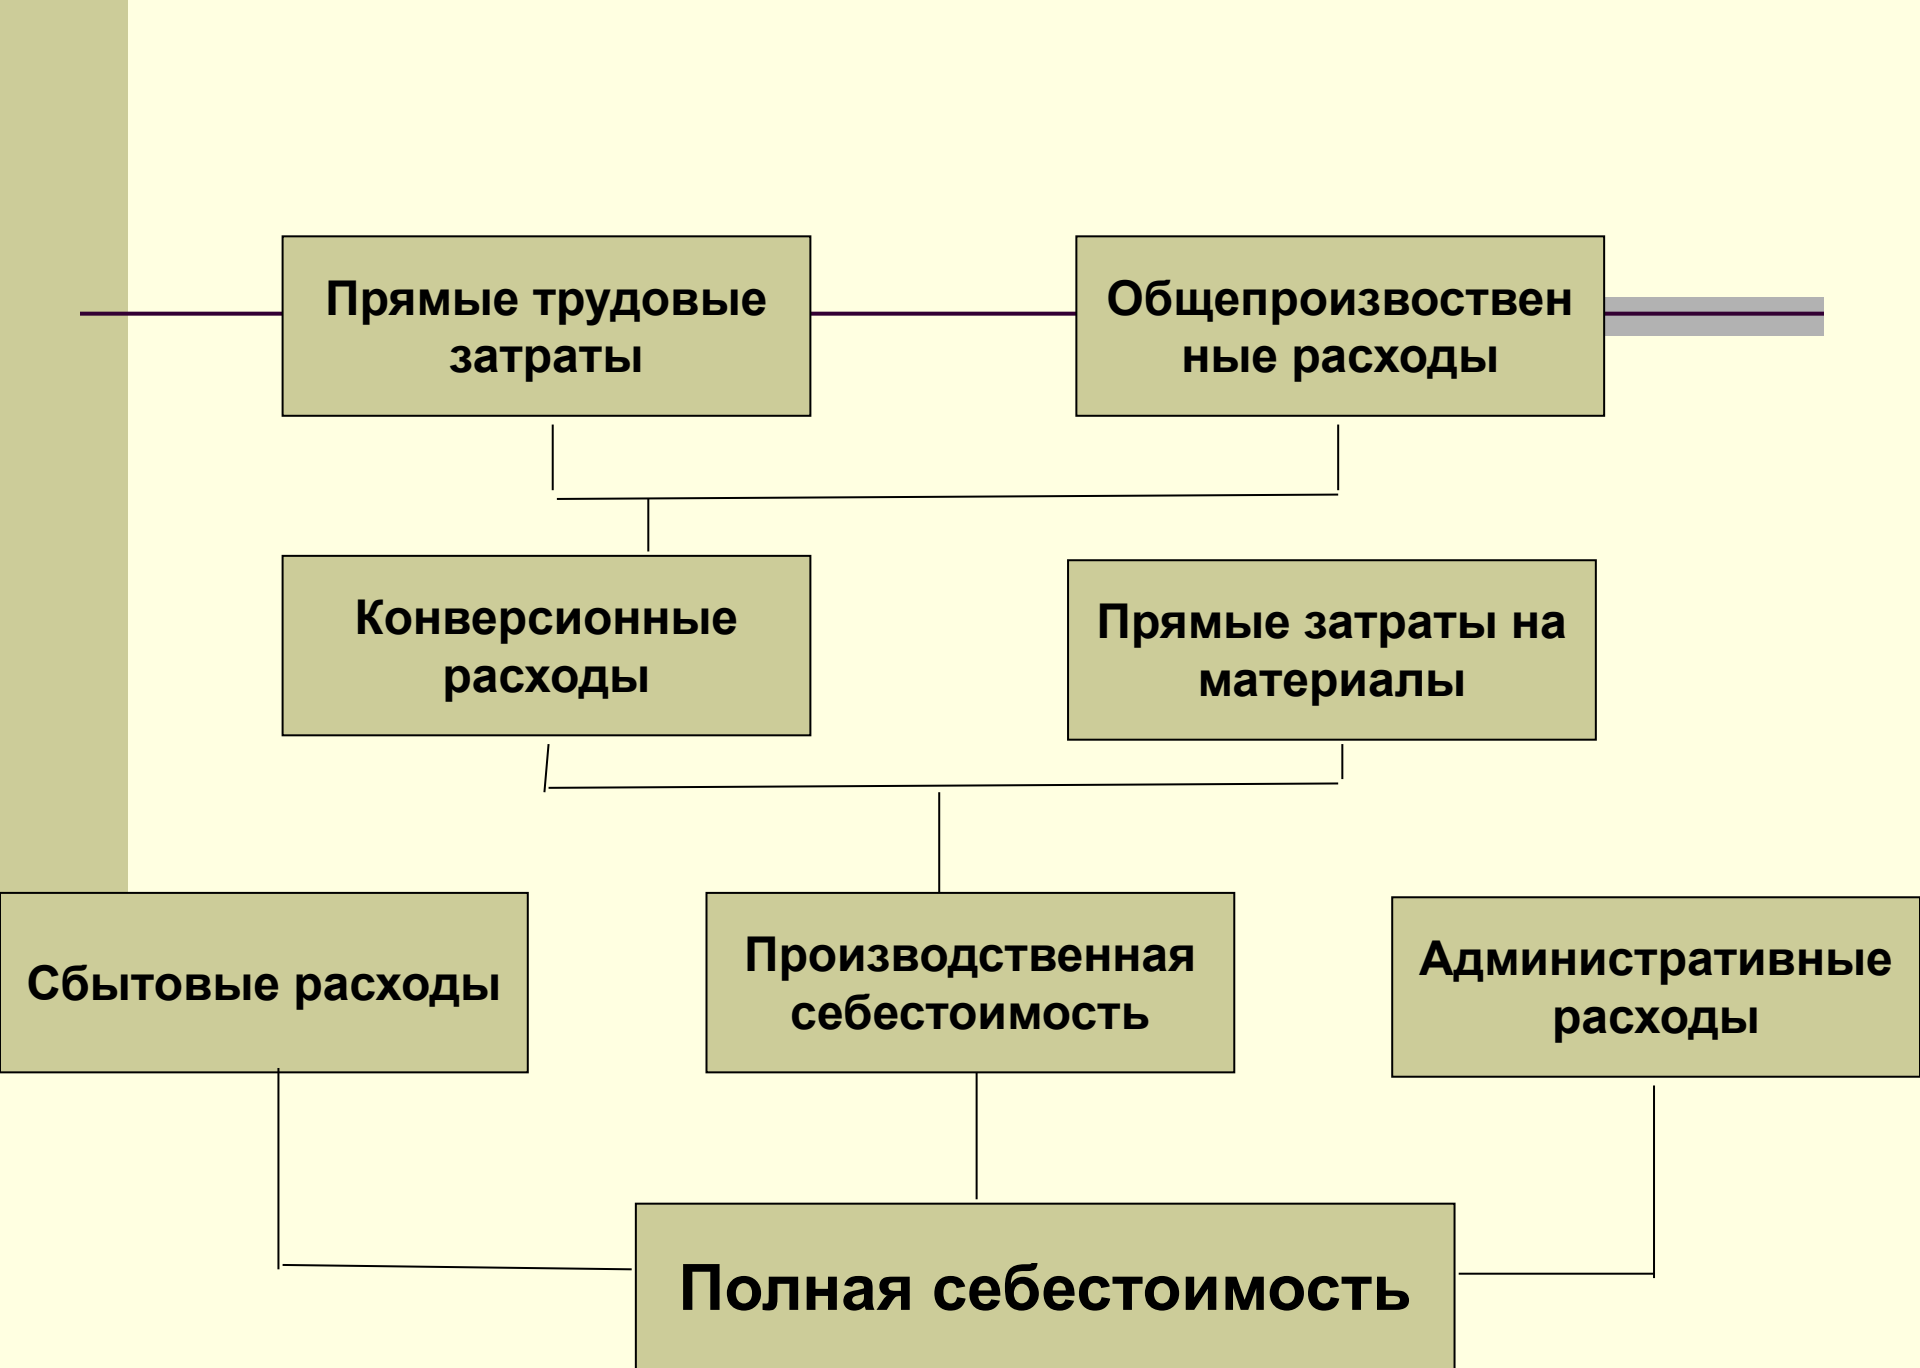 Прямые трудовые
затраты
Общепроизвоствен
ные расходы
Конверсионные
расходы
Прямые затраты на
материалы
Сбытовые расходы
Производственная
себестоимость
Административные
расходы
Полная себестоимость